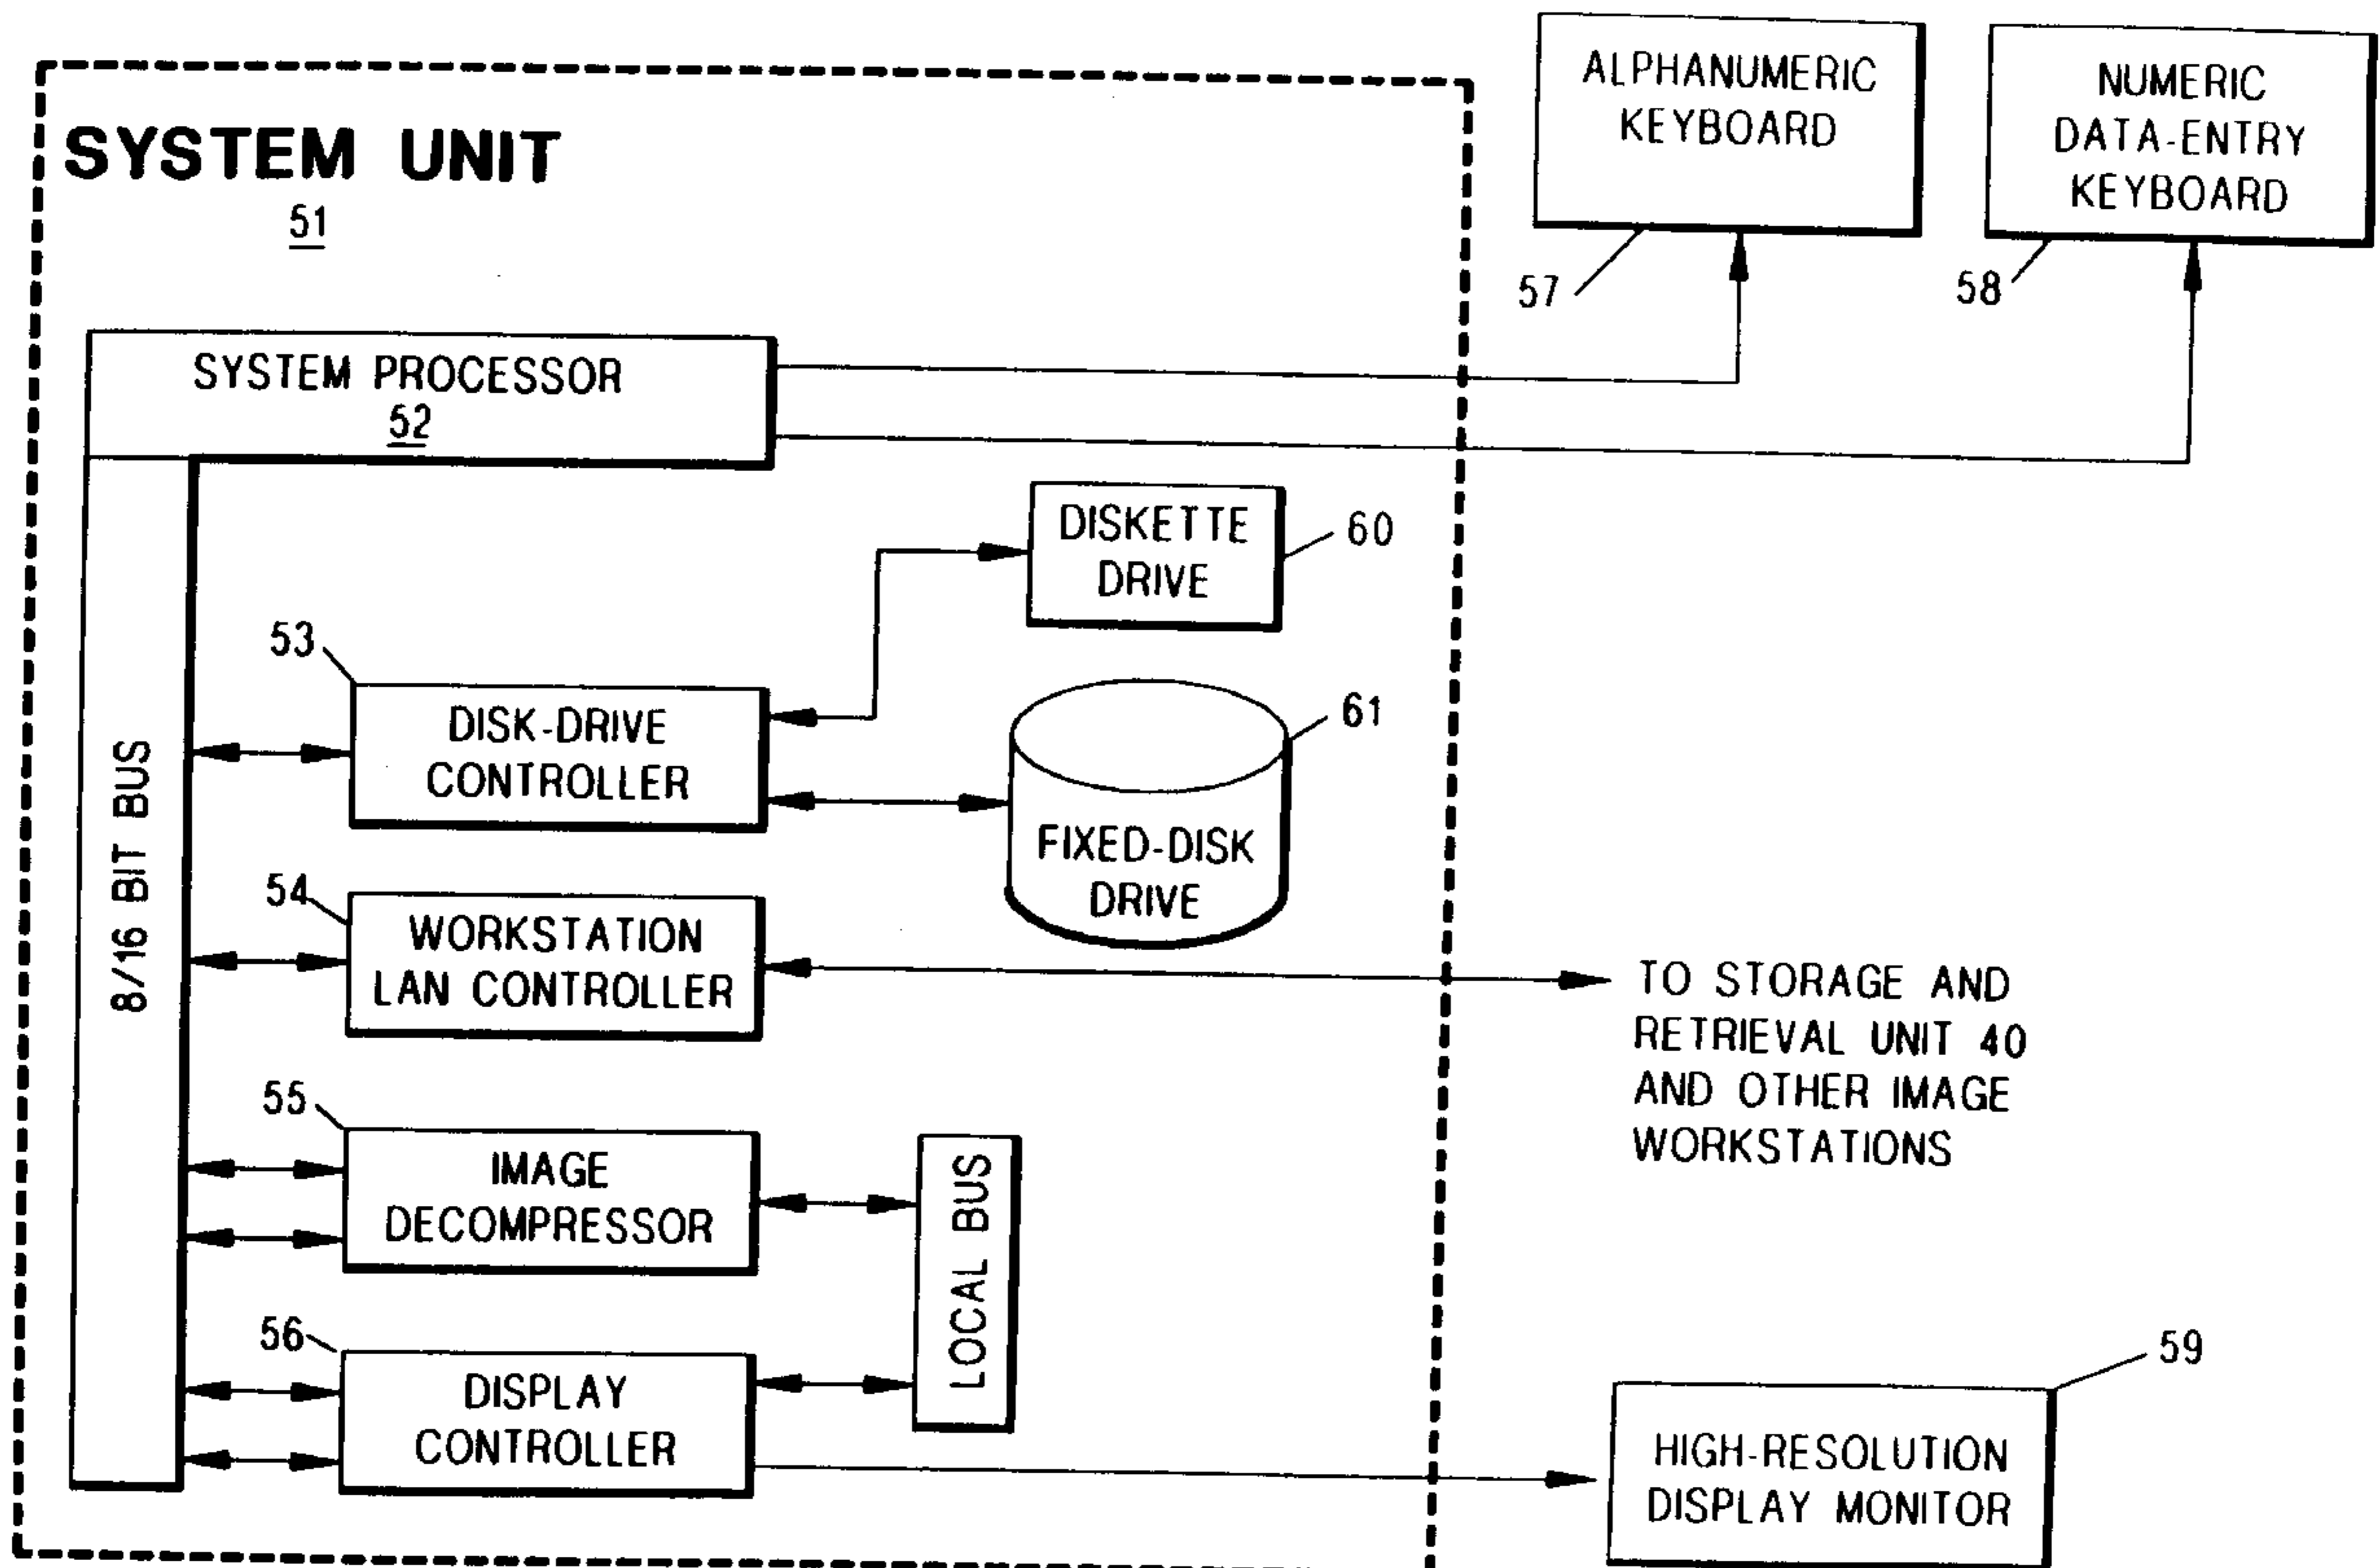 SYSTEM UNIT
51
ALPHANUMERIC
KEYBOARD
57
NUMERIC
DATA-ENTRY
KEYBOARD
58
SYSTEM PROCESSOR
52
8/16 BIT BUS
DISKETTE
DRIVE
60
53
DISK-DRIVE
CONTROLLER
61
FIXED-DISK
DRIVE
54
WORKSTATION
LAN CONTROLLER
TO STORAGE AND
RETRIEVAL UNIT 40
AND OTHER IMAGE
WORKSTATIONS
55
IMAGE
DECOMPRESSOR
LOCAL BUS
56
DISPLAY
CONTROLLER
59
HIGH-RESOLUTION
DISPLAY MONITOR